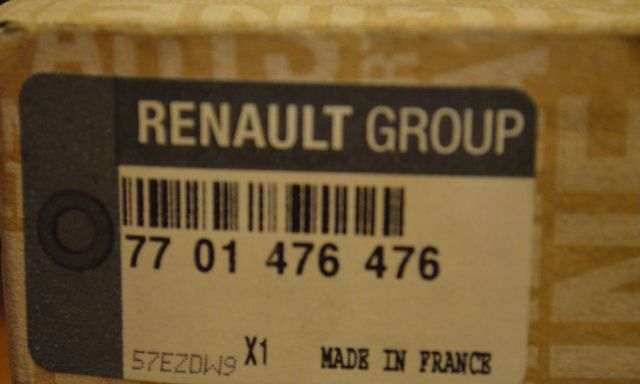 RENAULT GROUP
77 01 476 476
57EZDW9 X1 MADE IN FRANCE